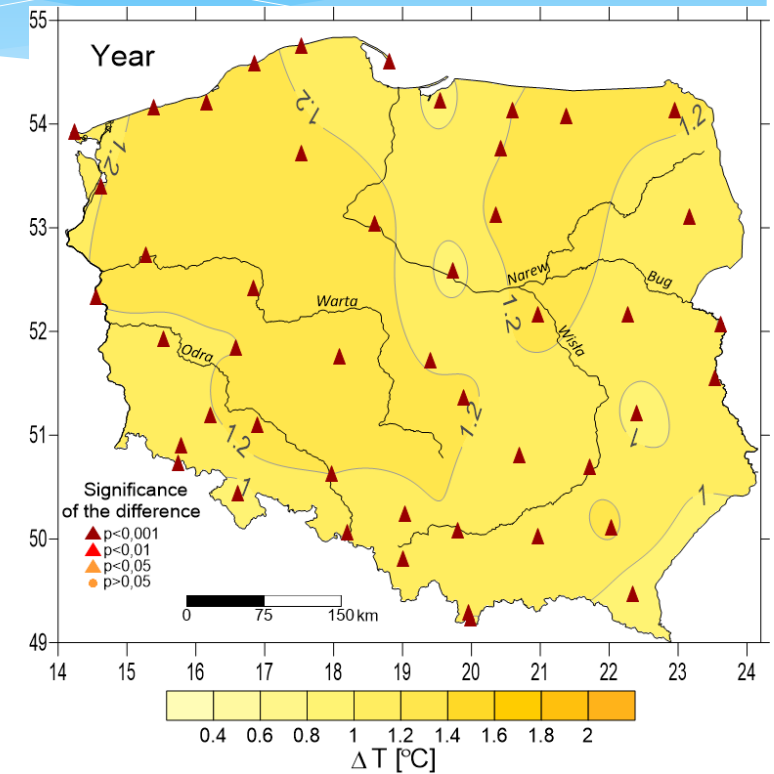 55
Year
54
53
52
51
50
49
1.2
1.2
1.2
Narew
Bug
Warta
1.2
Wisła
Odra
1.2
1.2
1
1
1
Significance
of the difference
p<0,001
p<0,01
p<0,05
p>0,05
0 75 150 km
14 15 16 17 18 19 20 21 22 23 24
0.4 0.6 0.8 1 1.2 1.4 1.6 1.8 2
ΔT [ºC]